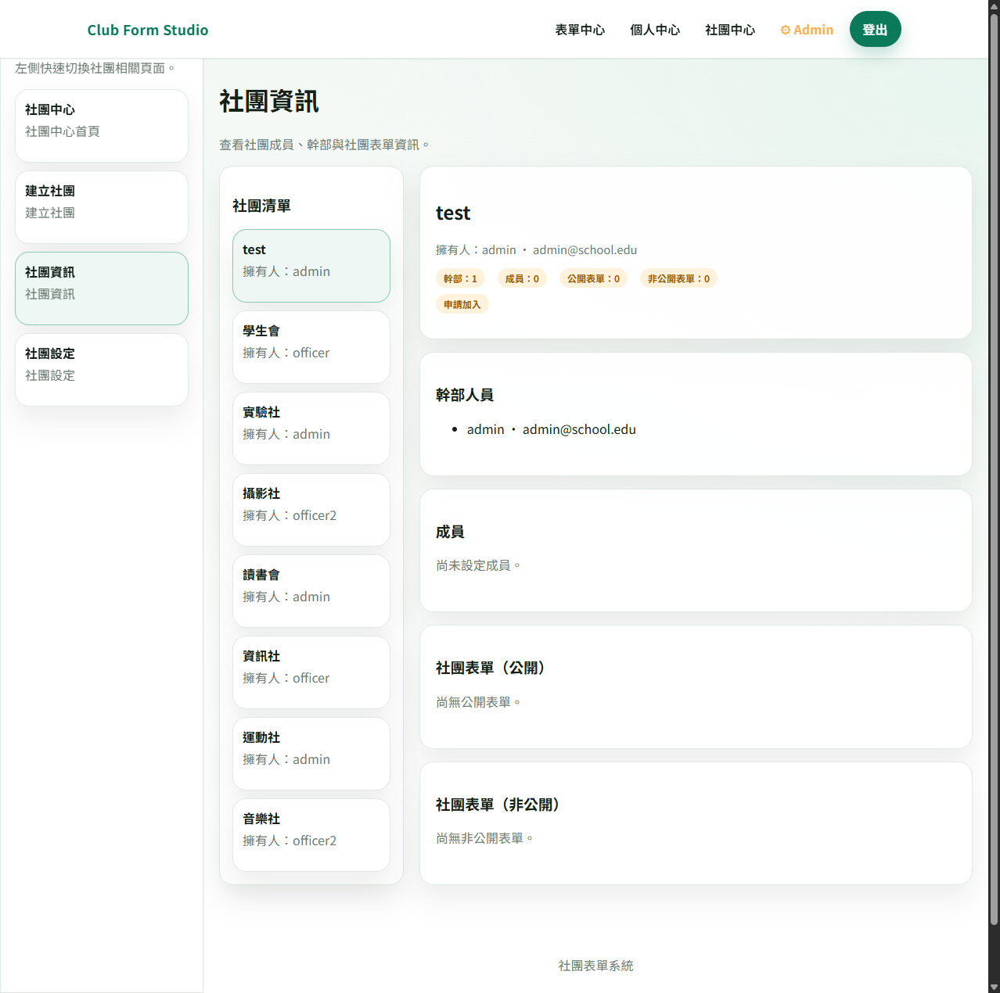 Club Form Studio
表單中心
個人中心
社團中心
⚙ Admin
登出
左側快速切換社團相關頁面。
社團中心
社團中心首頁
建立社團
建立社團
社團資訊
社團資訊
社團設定
社團設定
社團資訊
查看社團成員、幹部與社團表單資訊。
社團清單
test
擁有人：admin
學生會
擁有人：officer
實驗社
擁有人：admin
攝影社
擁有人：officer2
讀書會
擁有人：admin
資訊社
擁有人：officer
運動社
擁有人：admin
音樂社
擁有人：officer2
test
擁有人：admin ・ admin@school.edu
幹部：1
成員：0
公開表單：0
非公開表單：0
申請加入
幹部人員
• admin ・ admin@school.edu
成員
尚未設定成員。
社團表單（公開）
尚無公開表單。
社團表單（非公開）
尚無非公開表單。
社團表單系統